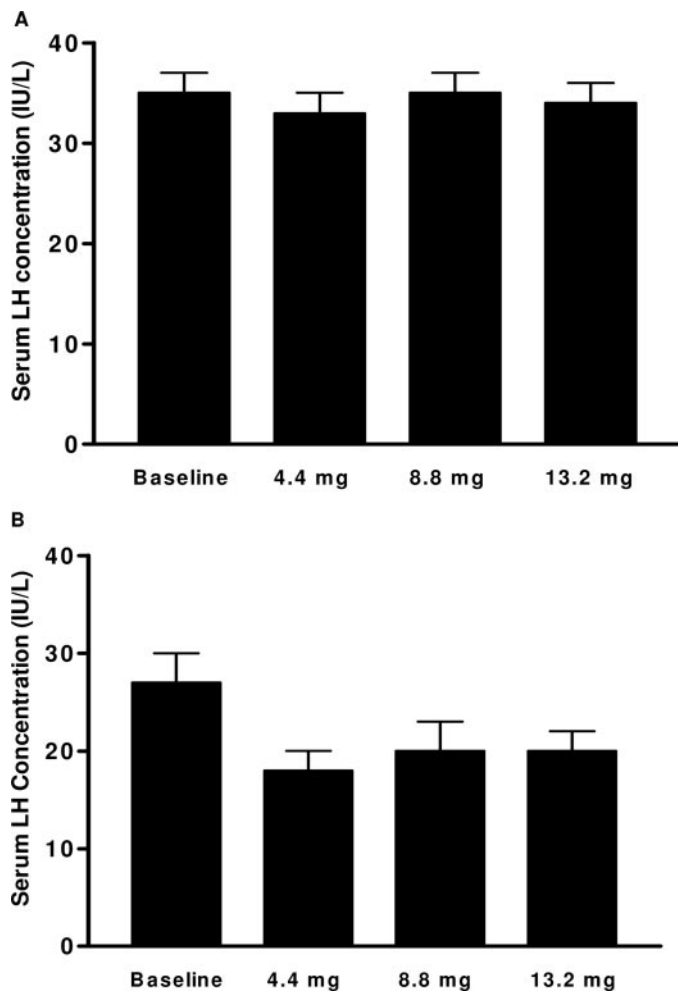 A
Serum LH concentration (IU/L)
40
30
20
10
0
Baseline 4.4 mg 8.8 mg 13.2 mg
B
Serum LH Concentration (IU/L)
40
30
20
10
0
Baseline 4.4 mg 8.8 mg 13.2 mg